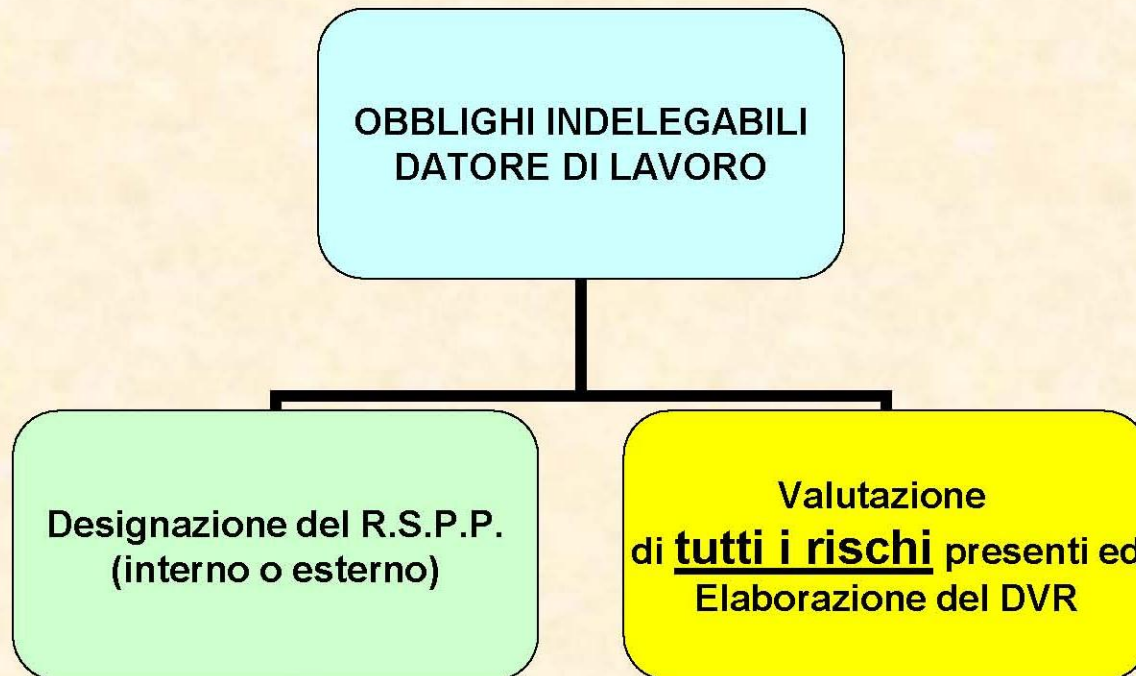 OBBLIGHI INDELEGABILI
DATORE DI LAVORO
Designazione del R.S.P.P.
(interno o esterno)
Valutazione
di tutti i rischi presenti ed
Elaborazione del DVR